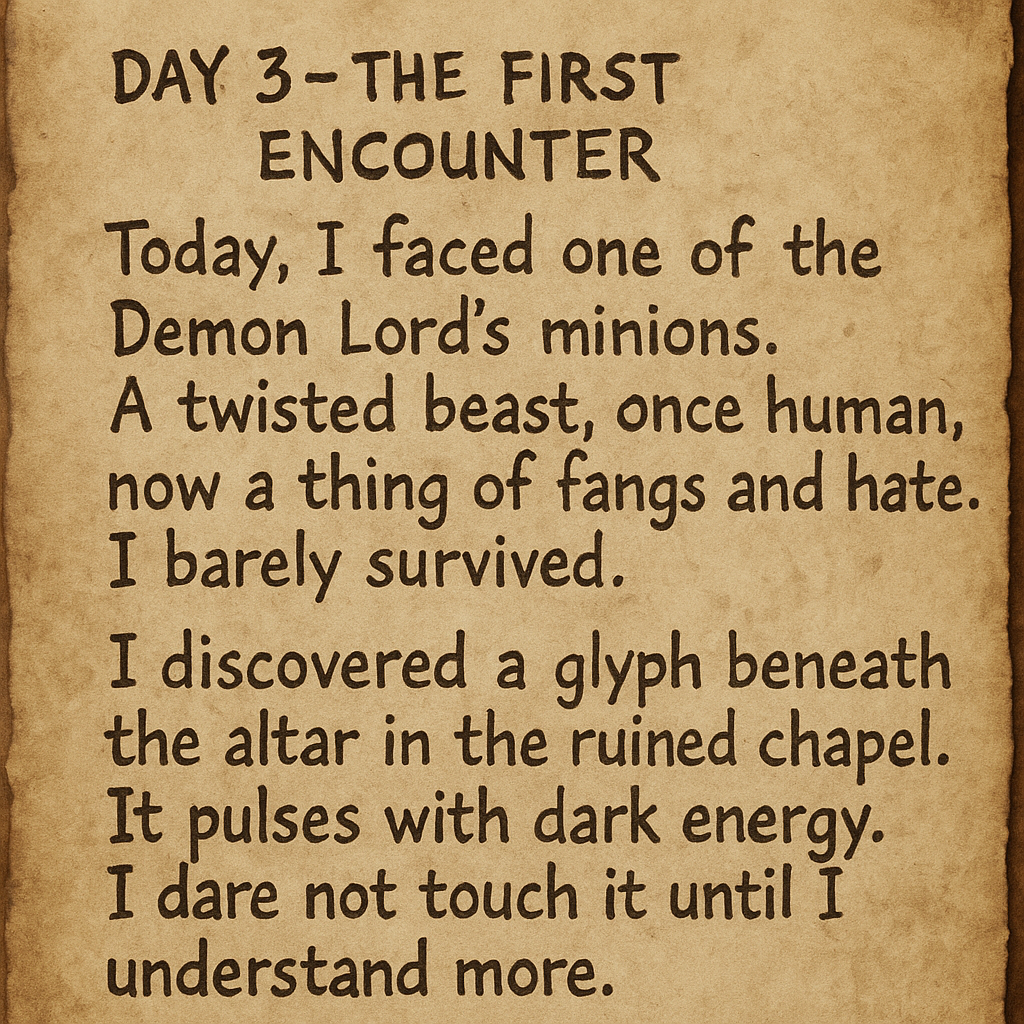 DAY 3 – THE FIRST
ENCOUNTER
Today, I faced one of the
Demon Lord's minions.
A twisted beast, once human,
now a thing of fangs and hate.
I barely survived.
I discovered a glyph beneath
the altar in the ruined chapel.
It pulses with dark energy.
I dare not touch it until I
understand more.